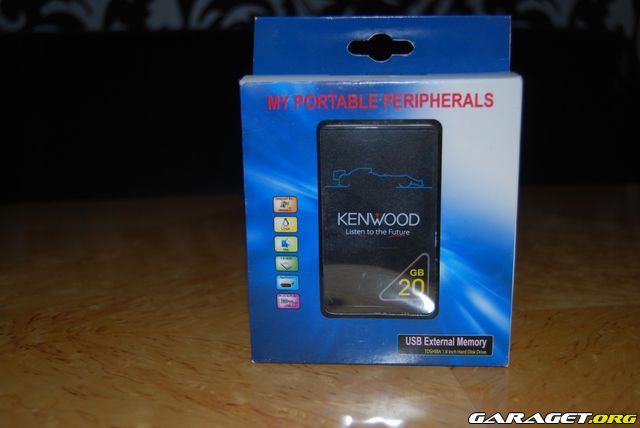 MY PORTABLE PERIPHERALS
KENWOOD
Listen to the Future
GB
20
USB External Memory
TOSHIBA 1.8 inch Hard Disk Drive
GARAGET.ORG